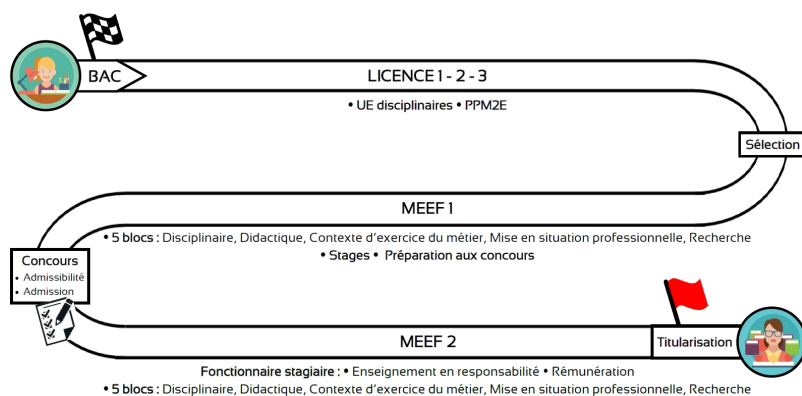 BAC
LICENCE 1 - 2 - 3
• UE disciplinaires • PPM2E
Sélection
MEEF 1
• 5 blocs : Disciplinaire, Didactique, Contexte d'exercice du métier, Mise en situation professionnelle, Recherche
• Stages • Préparation aux concours
Concours
• Admissibilité
• Admission
MEEF 2
Titularisation
Fonctionnaire stagiaire : • Enseignement en responsabilité • Rémunération
• 5 blocs : Disciplinaire, Didactique, Contexte d'exercice du métier, Mise en situation professionnelle, Recherche